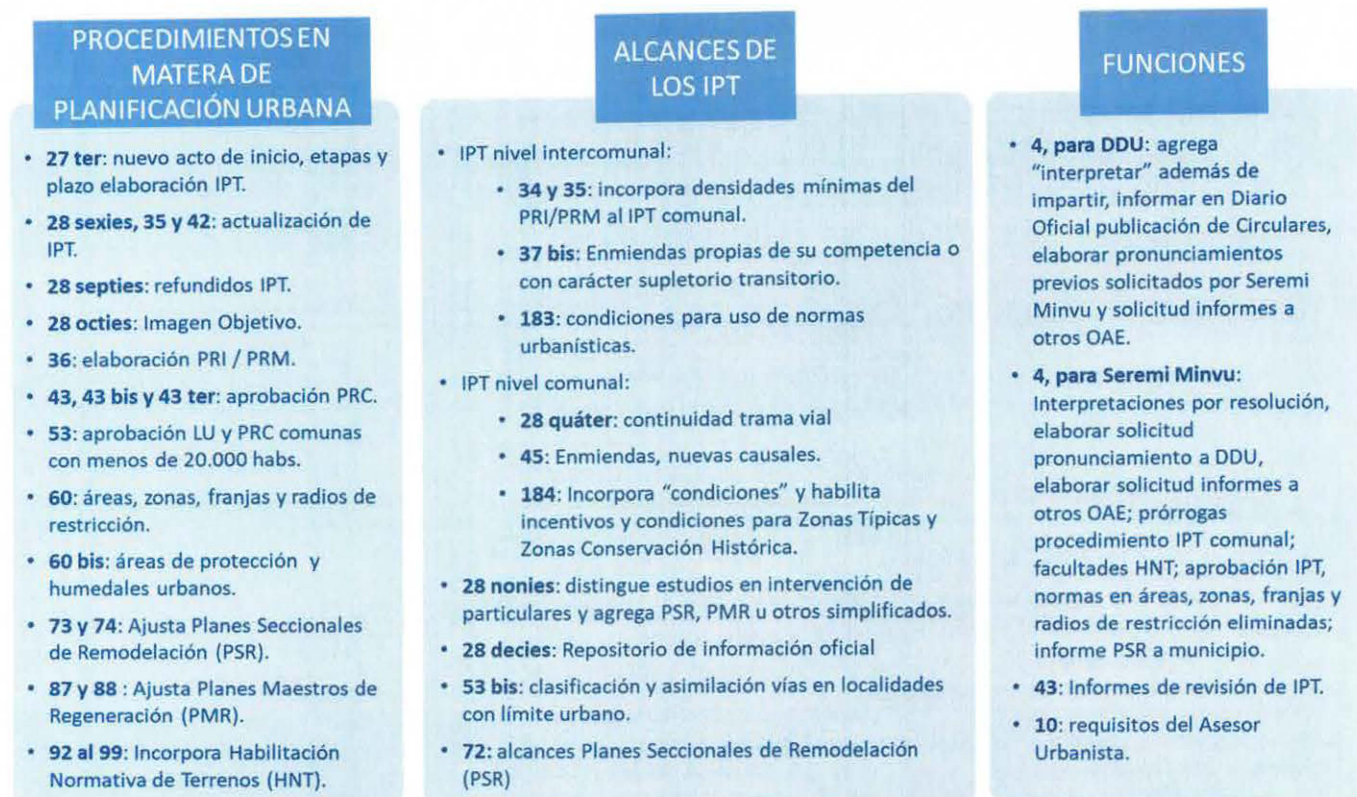 PROCEDIMIENTOS EN
MATERA DE
PLANIFICACIÓN URBANA
• 27 ter: nuevo acto de inicio, etapas y
plazo elaboración IPT.
• 28 sexies, 35 y 42: actualización de
IPT.
• 28 septies: refundidos IPT.
• 28 octies: Imagen Objetivo.
• 36: elaboración PRI / PRM.
• 43, 43 bis y 43 ter: aprobación PRC.
• 53: aprobación LU y PRC comunas
con menos de 20.000 habs.
• 60: áreas, zonas, franjas y radios de
restricción.
• 60 bis: áreas de protección y
humedales urbanos.
• 73 y 74: Ajusta Planes Seccionales
de Remodelación (PSR).
• 87 y 88 : Ajusta Planes Maestros de
Regeneración (PMR).
• 92 al 99: Incorpora Habilitación
Normativa de Terrenos (HNT).
ALCANCES DE
LOS IPT
• IPT nivel intercomunal:
• 34 y 35: incorpora densidades mínimas del
PRI/PRM al IPT comunal.
• 37 bis: Enmiendas propias de su competencia o
con carácter supletorio transitorio.
• 183: condiciones para uso de normas
urbanísticas.
• IPT nivel comunal:
• 28 quáter: continuidad trama vial
• 45: Enmiendas, nuevas causales.
• 184: Incorpora "condiciones" y habilita
incentivos y condiciones para Zonas Típicas y
Zonas Conservación Histórica.
• 28 nonies: distingue estudios en intervención de
particulares y agrega PSR, PMR u otros simplificados.
• 28 decies: Repositorio de información oficial
• 53 bis: clasificación y asimilación vías en localidades
con límite urbano.
• 72: alcances Planes Seccionales de Remodelación
(PSR)
FUNCIONES
• 4, para DDU: agrega
"interpretar" además de
impartir, informar en Diario
Oficial publicación de Circulares,
elaborar pronunciamientos
previos solicitados por Seremi
Minvu y solicitud informes a
otros OAE.
• 4, para Seremi Minvu:
Interpretaciones por resolución,
elaborar solicitud
pronunciamiento a DDU,
elaborar solicitud informes a
otros OAE; prórrogas
procedimiento IPT comunal;
facultades HNT; aprobación IPT,
normas en áreas, zonas, franjas y
radios de restricción eliminadas;
informe PSR a municipio.
• 43: Informes de revisión de IPT.
• 10: requisitos del Asesor
Urbanista.